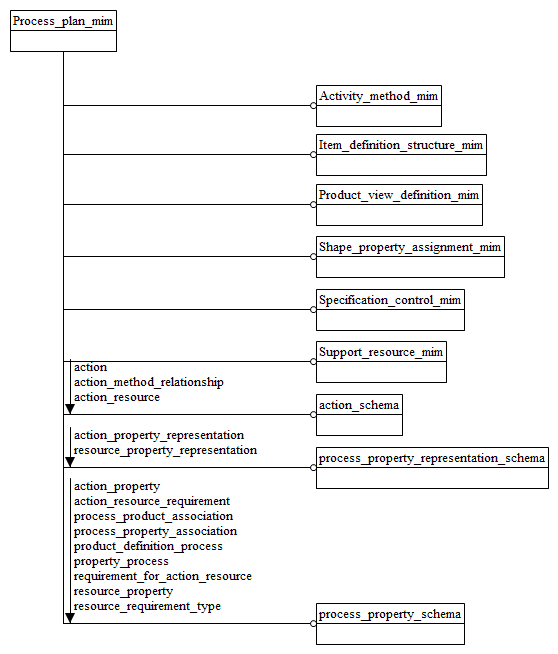 Process_plan_mim
Activity_method_mim
Item_definition_structure_mim
Product_view_definition_mim
Shape_property_assignment_mim
Specification_control_mim
Support_resource_mim
action
action_method_relationship
action_resource
action_schema
action_property_representation
resource_property_representation
process_property_representation_schema
action_property
action_resource_requirement
process_product_association
process_property_association
product_definition_process
property_process
requirement_for_action_resource
resource_property
resource_requirement_type
process_property_schema